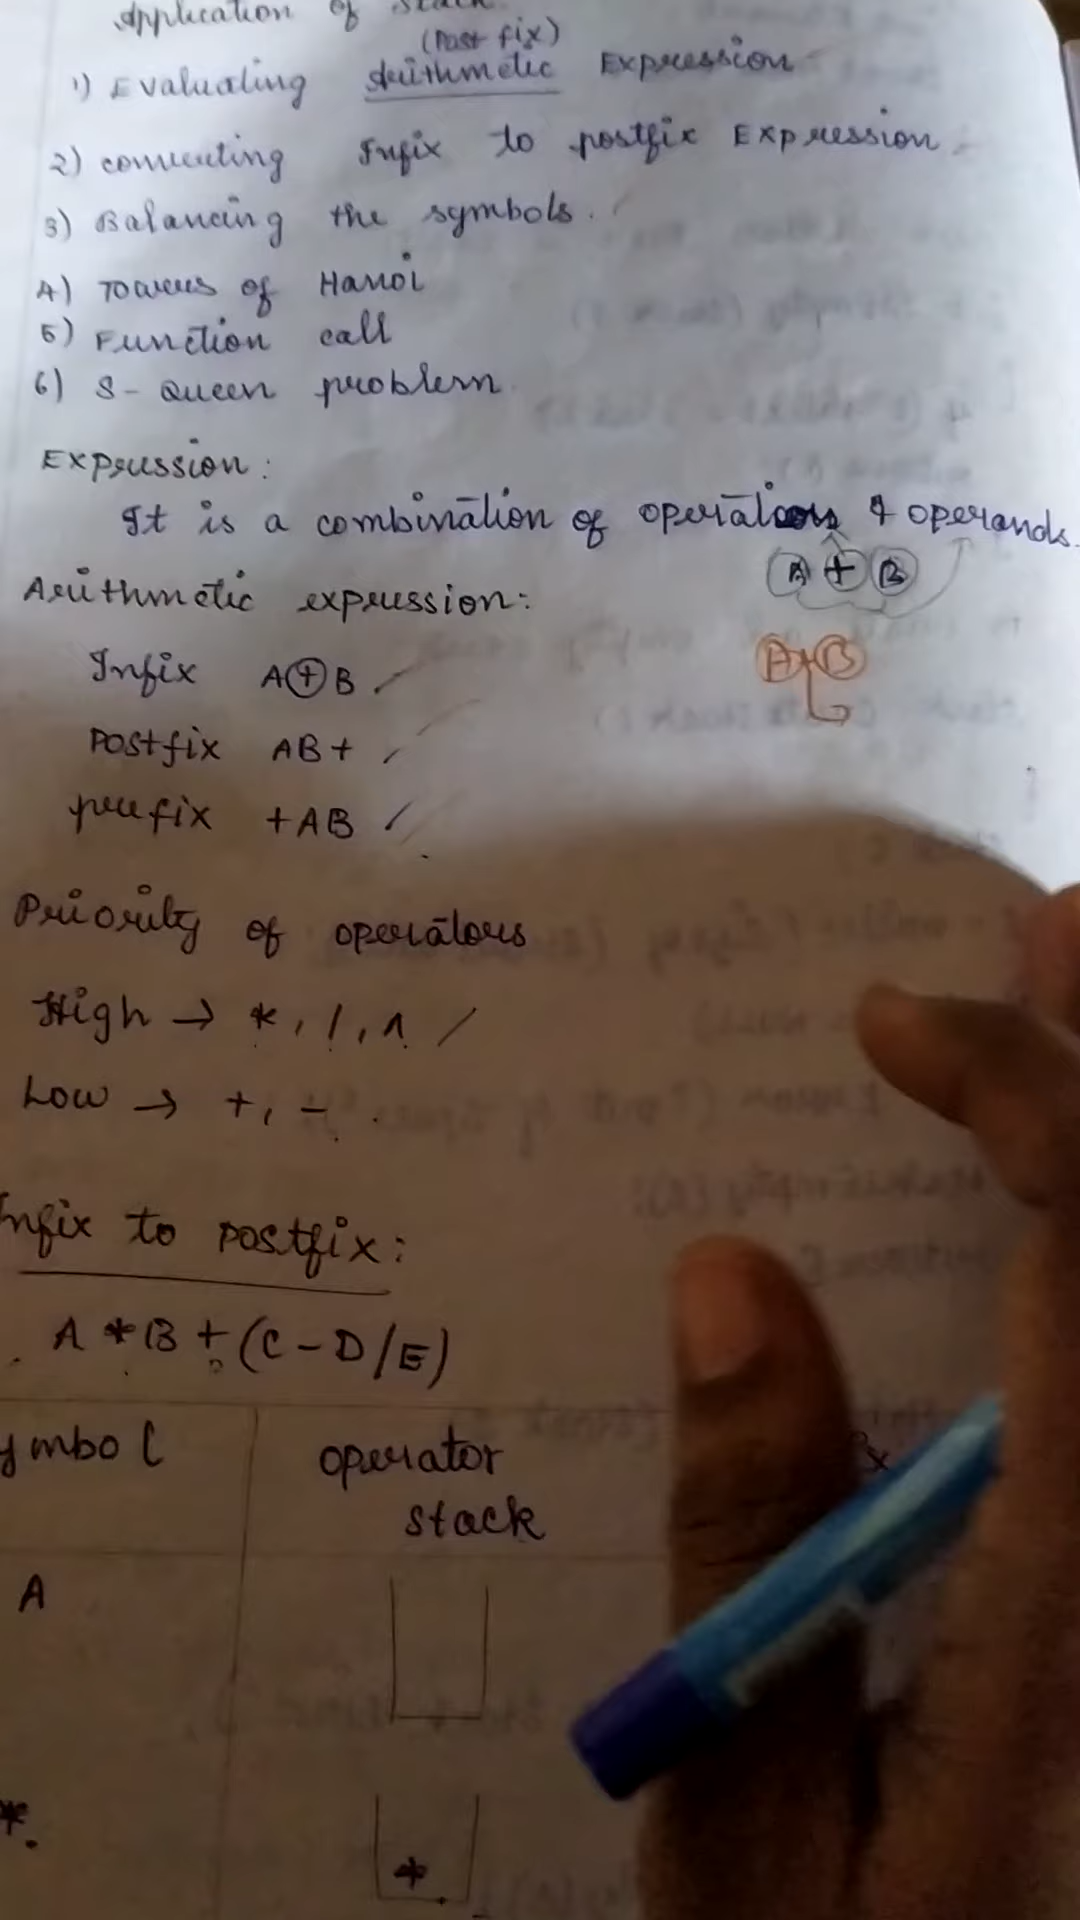 Application of Stack
(Post fix)
1) Evaluating Arithmetic Expression
2) converting Infix to postfix Expression
3) Balancing the symbols.
4) Towers of Hanoi
5) Function call
6) 8-Queen problem
Expression:
It is a combination of operators & operands.
A + B
Arithmetic expression:
A+B
Infix A+B
Postfix AB+
prefix +AB
Priority of operators
High → *, /, ^
Low → +, -
Infix to postfix:
A*B+(C-D/E)
ymbol operator
stack
A
*
*